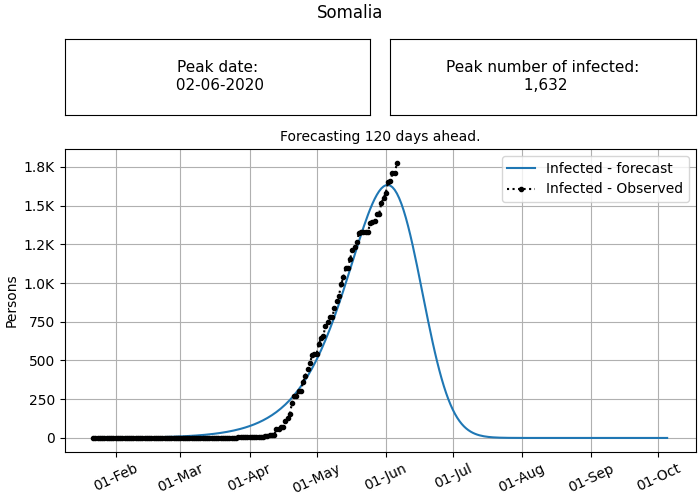 Somalia
Peak date:
02-06-2020
Peak number of infected:
1,632
Forecasting 120 days ahead.
Infected - forecast
Infected - Observed
Persons
1.8K
1.5K
1.2K
1.0K
750
500
250
0
01-Feb
01-Mar
01-Apr
01-May
01-Jun
01-Jul
01-Aug
01-Sep
01-Oct